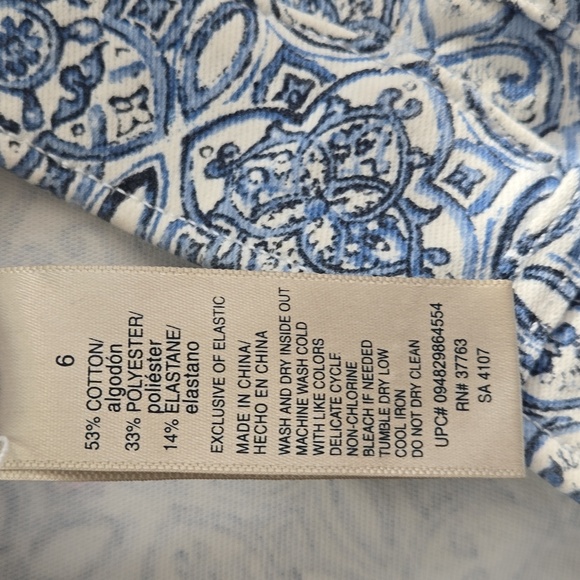 6
53% COTTON/
algodón
33% POLYESTER/
poliéster
14% ELASTANE/
elastano
EXCLUSIVE OF ELASTIC
MADE IN CHINA/
HECHO EN CHINA
WASH AND DRY INSIDE OUT
MACHINE WASH COLD
WITH LIKE COLORS
DELICATE CYCLE
NON-CHLORINE
BLEACH IF NEEDED
TUMBLE DRY LOW
COOL IRON
DO NOT DRY CLEAN
UPC# 094829864554
RN# 37763
SA 4107